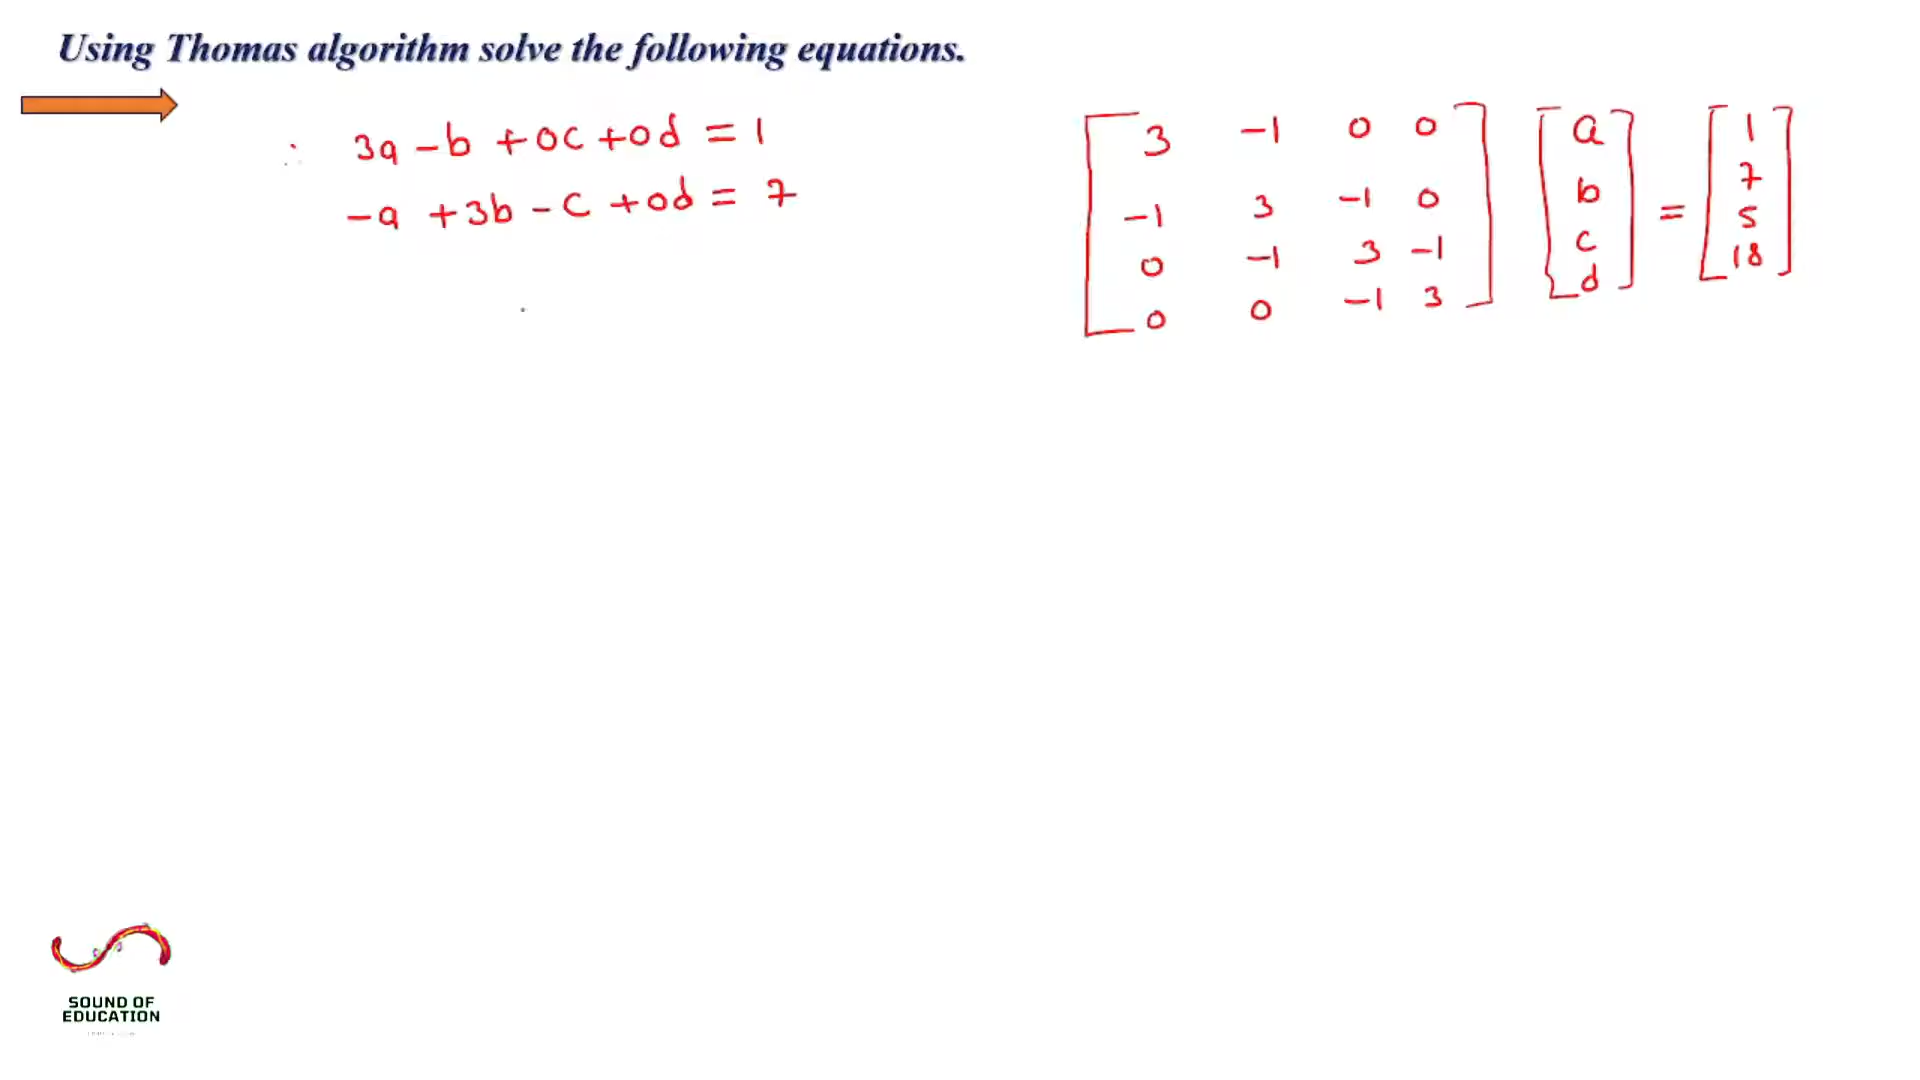 Using Thomas algorithm solve the following equations.
∴ 3a - b + 0c + 0d = 1
-a + 3b - c + 0d = 7
3 -1 0 0
-1 3 -1 0
0 -1 3 -1
0 0 -1 3
a
b
c
d
=
1
7
5
18
SOUND OF
EDUCATION